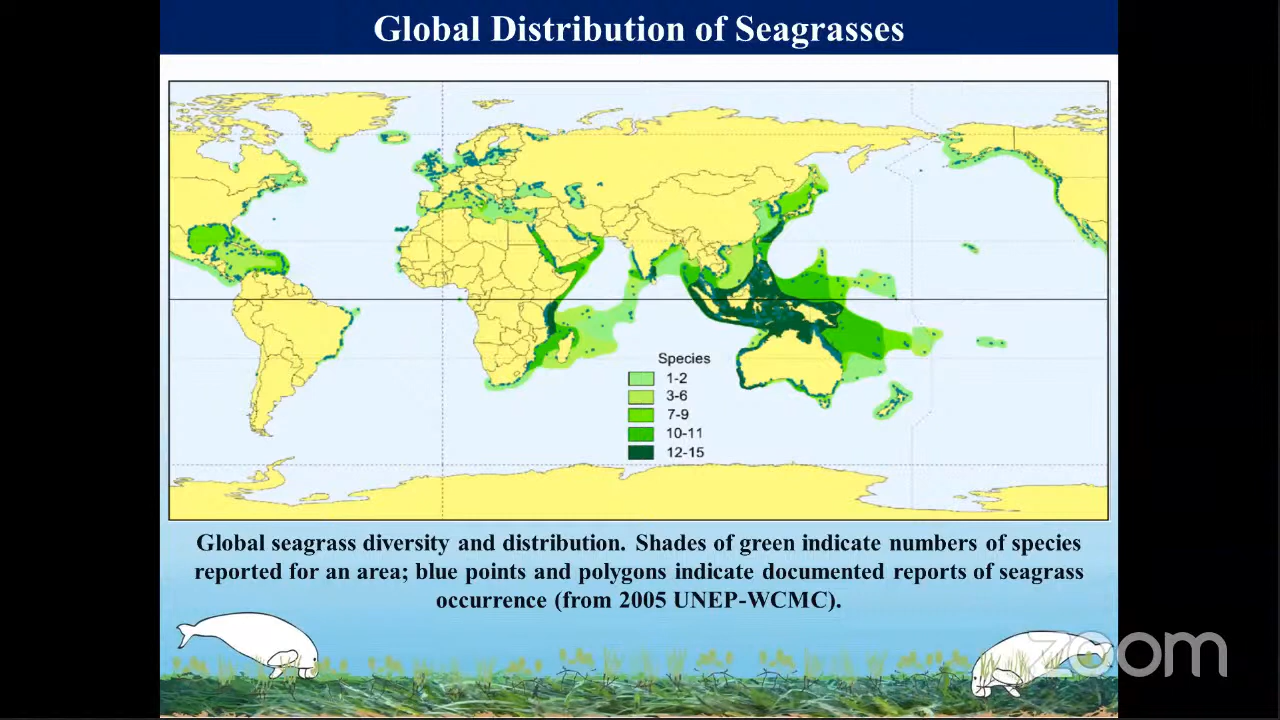 Global Distribution of Seagrasses
Species
1-2
3-6
7-9
10-11
12-15
Global seagrass diversity and distribution. Shades of green indicate numbers of species
reported for an area; blue points and polygons indicate documented reports of seagrass
occurrence (from 2005 UNEP-WCMC).
zoom